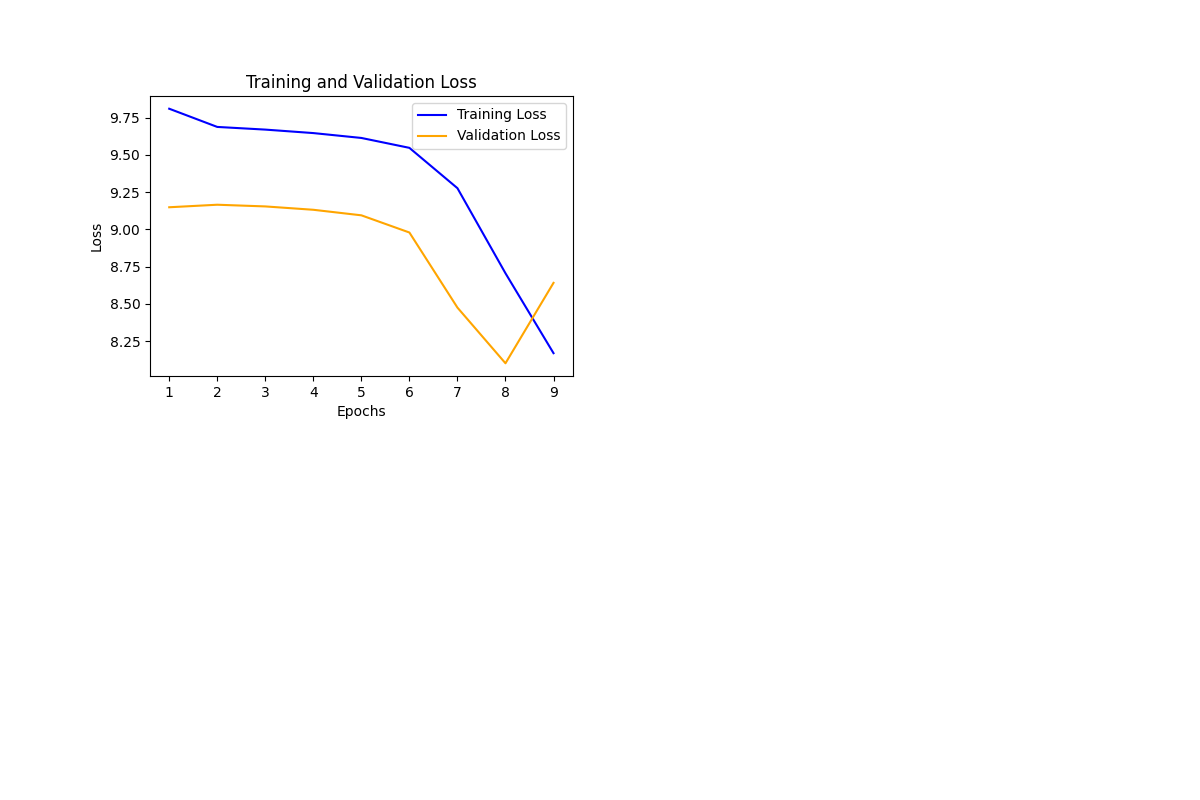 Training and Validation Loss
Training Loss
Validation Loss
9.75
9.50
9.25
9.00
8.75
8.50
8.25
Loss
1 2 3 4 5 6 7 8 9
Epochs